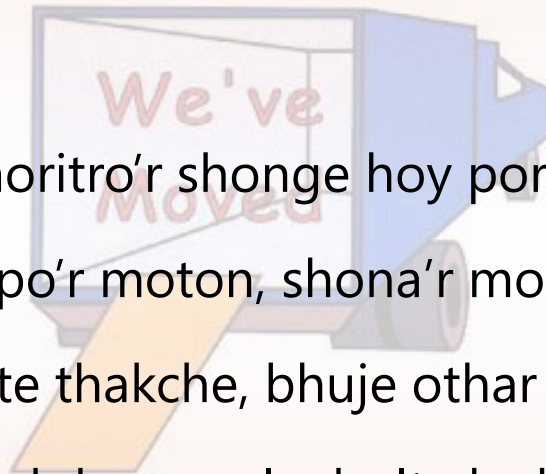 We've
Moved
oritro’r shonge hoy por
po’r moton, shona’r mo
te thakche, bhuje othar